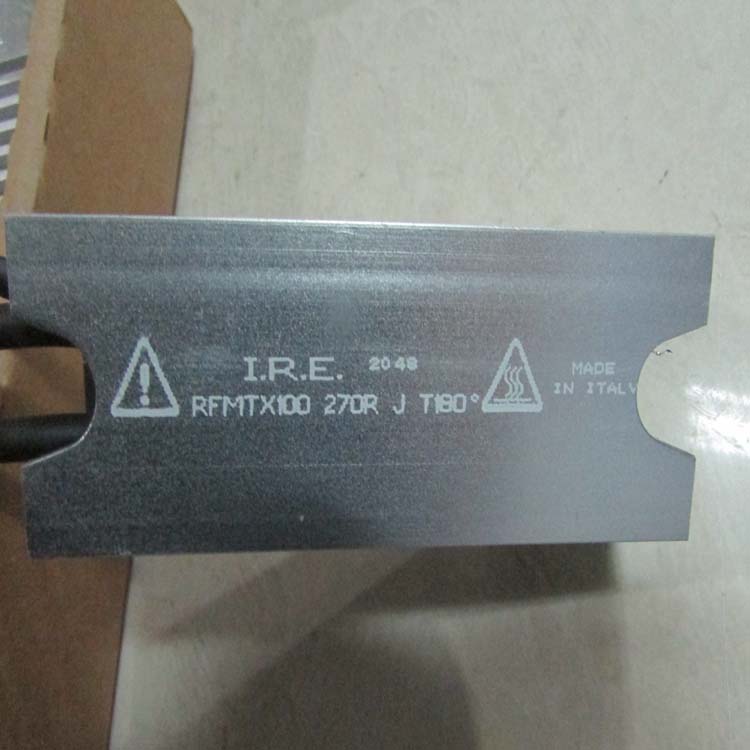 I.R.E. 2048
RFMTX100 270R J T180°
MADE
IN ITALY